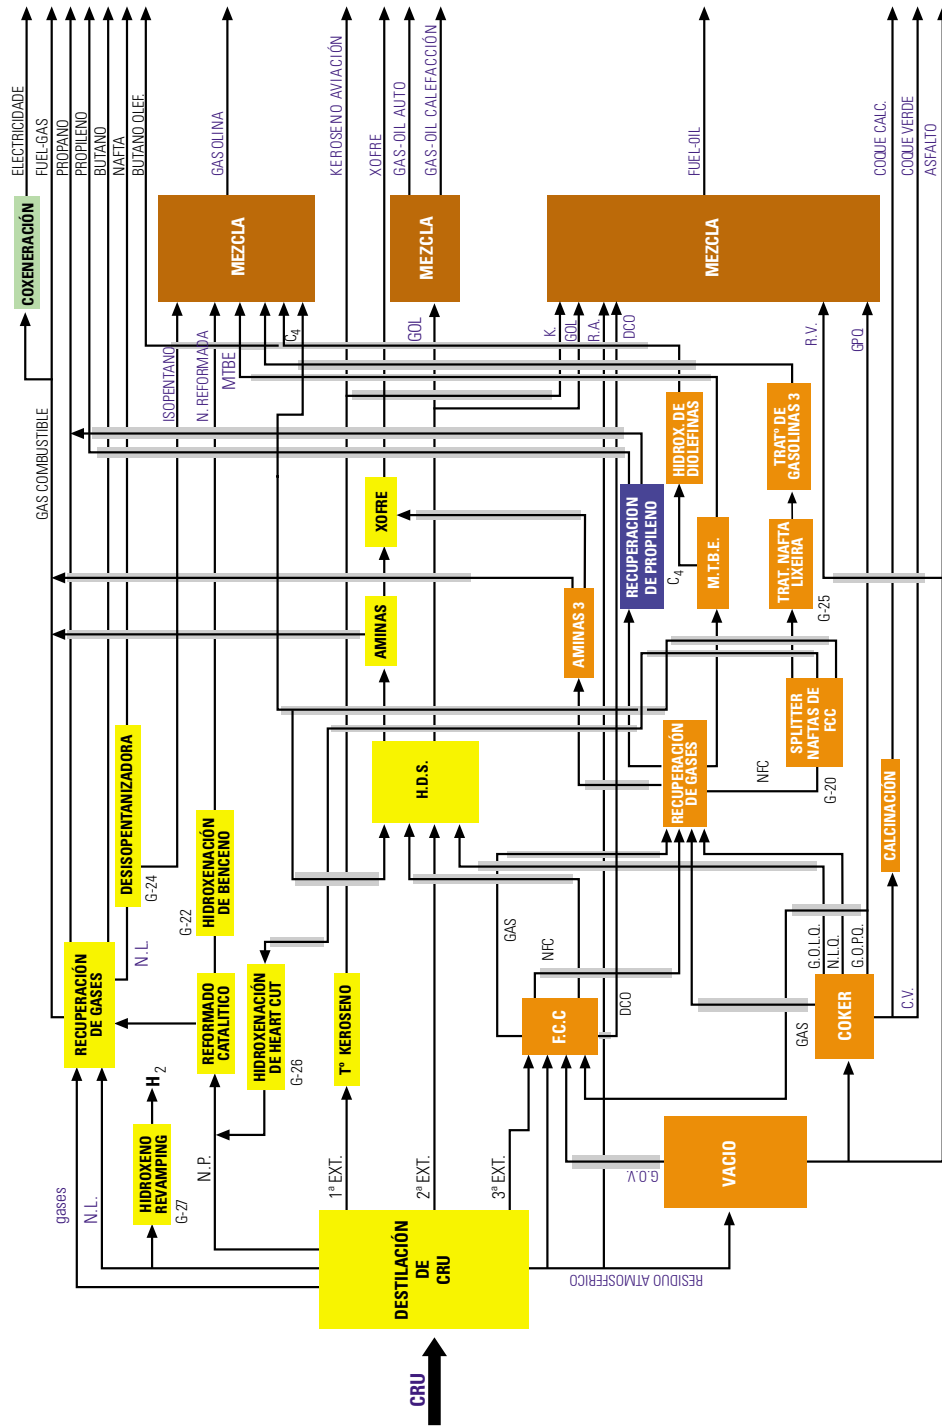 ELECTRICIDADE
FUEL-GAS
PROPANO
PROPILENO
BUTANO
NAFTA
BUTANO OLEF.
GASOLINA
KEROSENO AVIACIÓN
XOFRE
GAS-OIL AUTO
GAS-OIL CALEFACCIÓN
FUEL-OIL
COQUE CALC.
COQUE VERDE
ASFALTO
COXENERACIÓN
MEZCLA
MEZCLA
MEZCLA
GAS COMBUSTIBLE
ISOPENTANO
N. REFORMADA
MTBE
C4
GOL
K.
GOL
R.A.
DCO
R.V.
GPQ
HIDROX. DE
DIOLEFINAS
TRATº DE
GASOLINAS 3
XOFRE
RECUPERACION
DE PROPILENO
C4
M.T.B.E.
TRAT. NAFTA
LIXEIRA
G-25
AMINAS
AMINAS 3
DESISOPENTANIZADORA
G-24
HIDROXENACIÓN
DE BENCENO
G-22
H.D.S.
RECUPERACIÓN
DE GASES
NFC
SPLITTER
NAFTAS DE
FCC
G-20
CALCINACIÓN
RECUPERACIÓN
DE GASES
N.L.
REFORMADO
CATALITICO
HIDROXENACIÓN
DE HEART CUT
G-26
Tº KEROSENO
GAS
NFC
F.C.C
DCO
GAS
G.O.L.Q.
N.L.Q.
G.O.P.Q.
COKER
C.V.
H2
HIDROXENO
REVAMPING
G-27
gases
N.L.
N.P.
1ª EXT.
2ª EXT.
3ª EXT.
G.O.V.
VACIO
DESTILACIÓN
DE
CRU
RESIDUO ATMOSFERICO
CRU